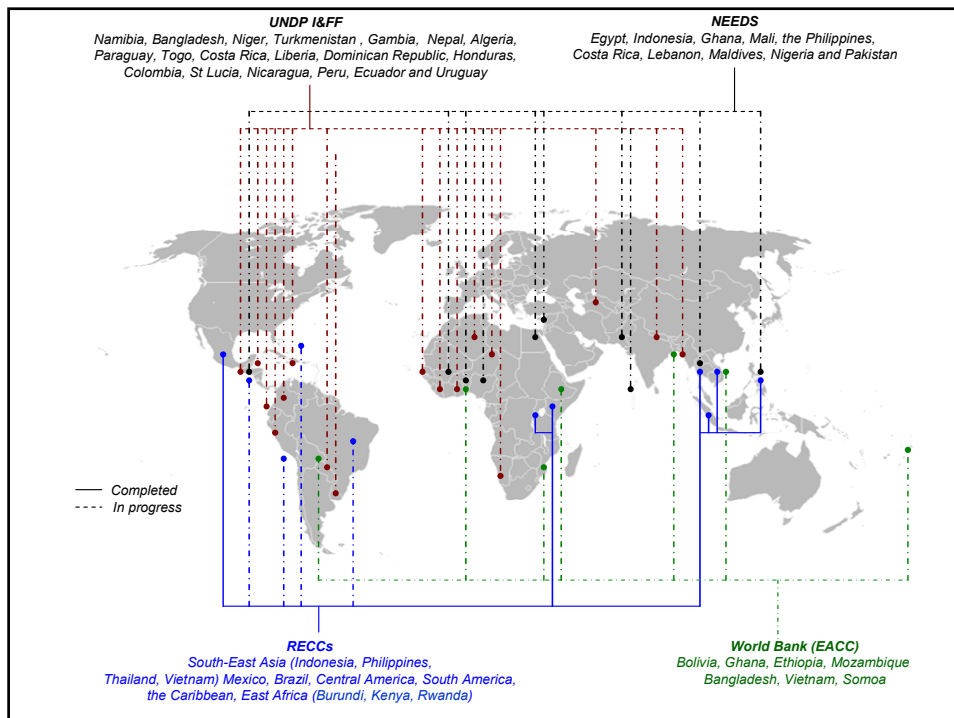 UNDP I&FF
Namibia, Bangladesh, Niger, Turkmenistan , Gambia, Nepal, Algeria,
Paraguay, Togo, Costa Rica, Liberia, Dominican Republic, Honduras,
Colombia, St Lucia, Nicaragua, Peru, Ecuador and Uruguay
NEEDS
Egypt, Indonesia, Ghana, Mali, the Philippines,
Costa Rica, Lebanon, Maldives, Nigeria and Pakistan
Completed
In progress
RECCs
South-East Asia (Indonesia, Philippines,
Thailand, Vietnam) Mexico, Brazil, Central America, South America,
the Caribbean, East Africa (Burundi, Kenya, Rwanda)
World Bank (EACC)
Bolivia, Ghana, Ethiopia, Mozambique
Bangladesh, Vietnam, Somoa